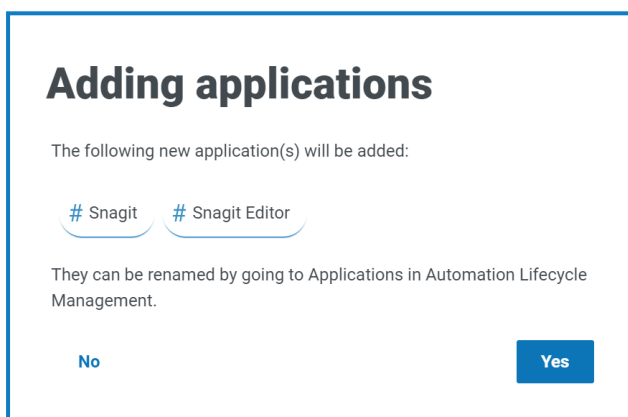 Adding applications
The following new application(s) will be added:
# Snagit # Snagit Editor
They can be renamed by going to Applications in Automation Lifecycle
Management.
No Yes